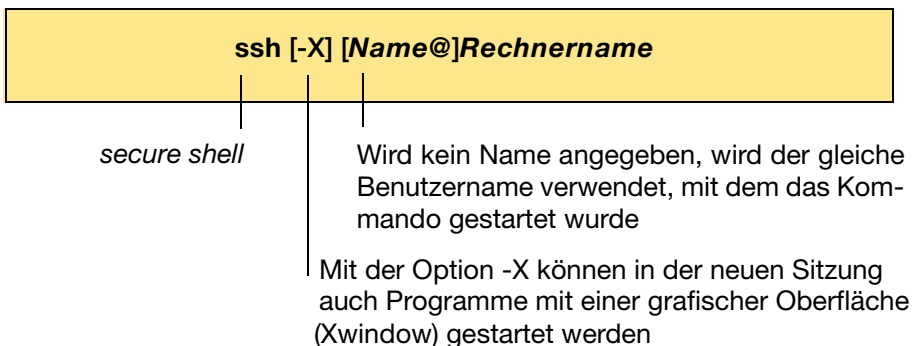 ssh [-X] [Name@]Rechnername
secure shell
Wird kein Name angegeben, wird der gleiche
Benutzername verwendet, mit dem das Kom-
mando gestartet wurde
Mit der Option -X können in der neuen Sitzung
auch Programme mit einer grafischer Oberfläche
(Xwindow) gestartet werden